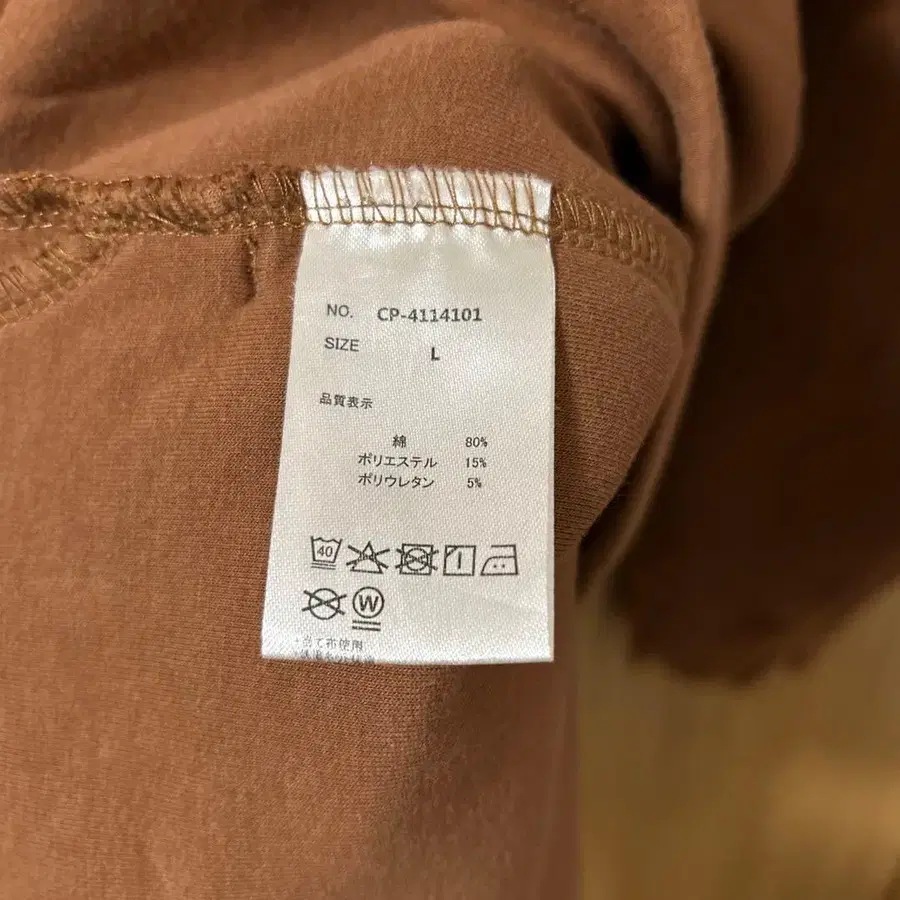 NO. CP-4114101
SIZE L
品質表示
綿 80%
ポリエステル 15%
ポリウレタン 5%
40
W
当て布使用